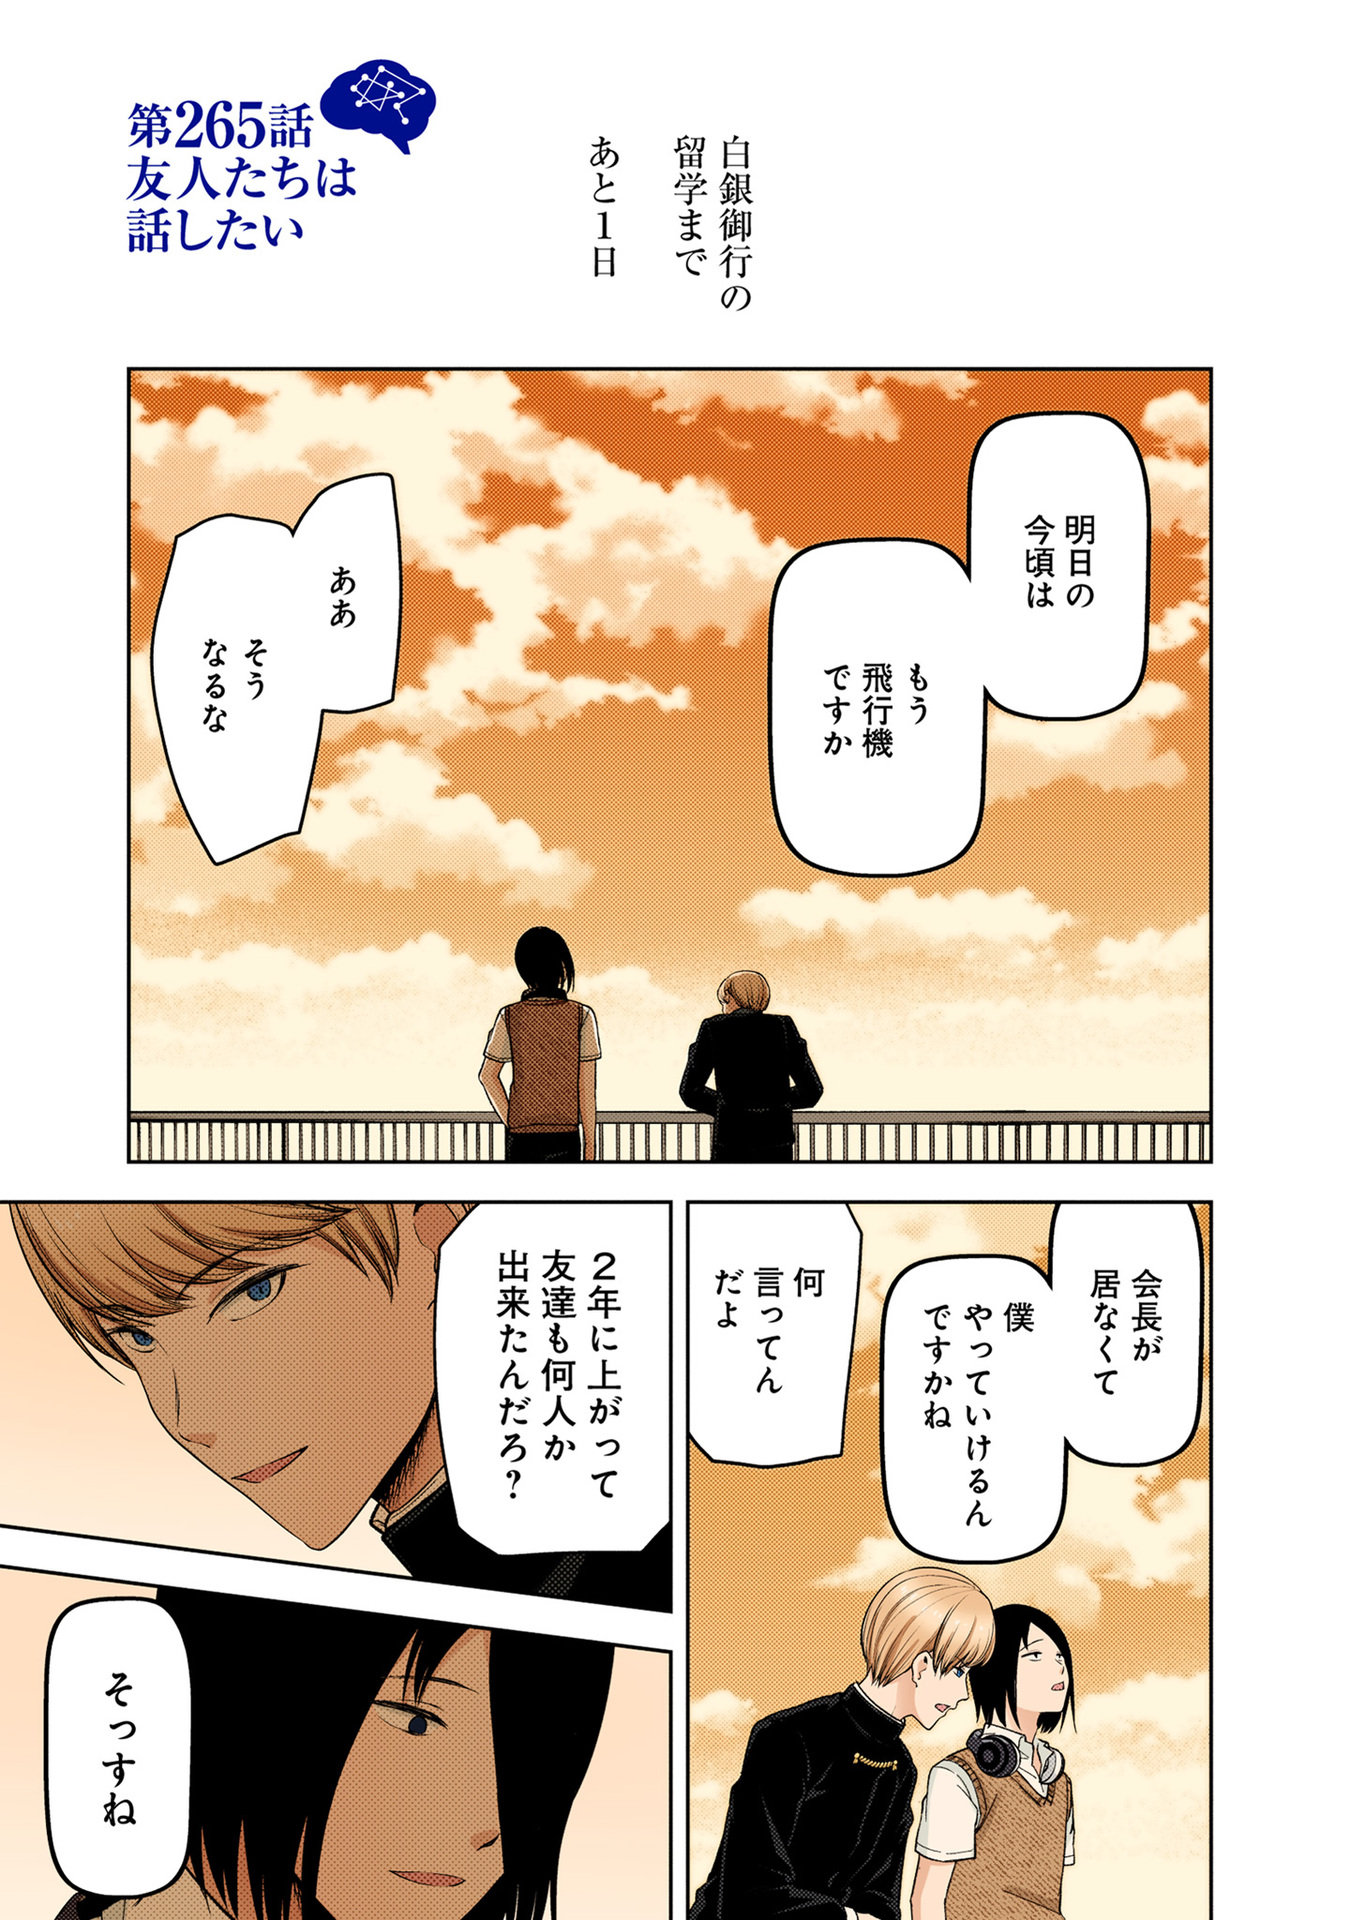 第265話
友人たちは
話したい
白銀御行の
留学まで
あと1日
明日の
今頃は
もう
飛行機
ですか
ああ
そう
なるな
会長が
居なくて
僕
やっていけるん
ですかね
何
言ってん
だよ
2年に上がって
友達も何人か
出来たんだろ?
そっすね